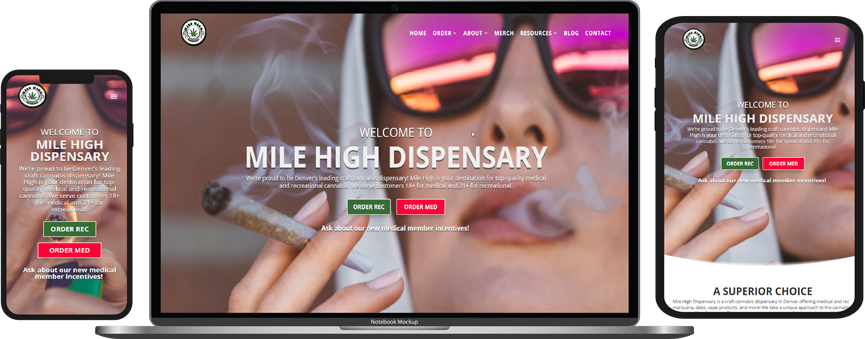 WELCOME TO
MILE HIGH
DISPENSARY
We're proud to be Denver's leading
craft cannabis dispensary! Mile
High is your destination for top-
quality medical and recreational
cannabis. We serve customers 18+
for medical and 21+ for
recreational.
ORDER REC
ORDER MED
Ask about our new medical
member incentives!
HOME ORDER ABOUT MERCH RESOURCES BLOG CONTACT
WELCOME TO
MILE HIGH DISPENSARY
We're proud to be Denver's leading craft cannabis dispensary! Mile High is your destination for top-quality medical
and recreational cannabis. We serve customers 18+ for medical and 21+ for recreational.
ORDER REC ORDER MED
Ask about our new medical member incentives!
Notebook Mockup
WELCOME TO
MILE HIGH DISPENSARY
We're proud to be Denver's leading craft cannabis dispensary! Mile
High is your destination for top-quality medical and recreational
cannabis. We serve customers 18+ for medical and 21+ for
recreational.
ORDER REC ORDER MED
Ask about our new medical member incentives!
A SUPERIOR CHOICE
Mile High Dispensary is a craft cannabis dispensary in Denver offering medical and rec
marijuana, dabs, vape products, and more! We take a unique approach to the cannabis